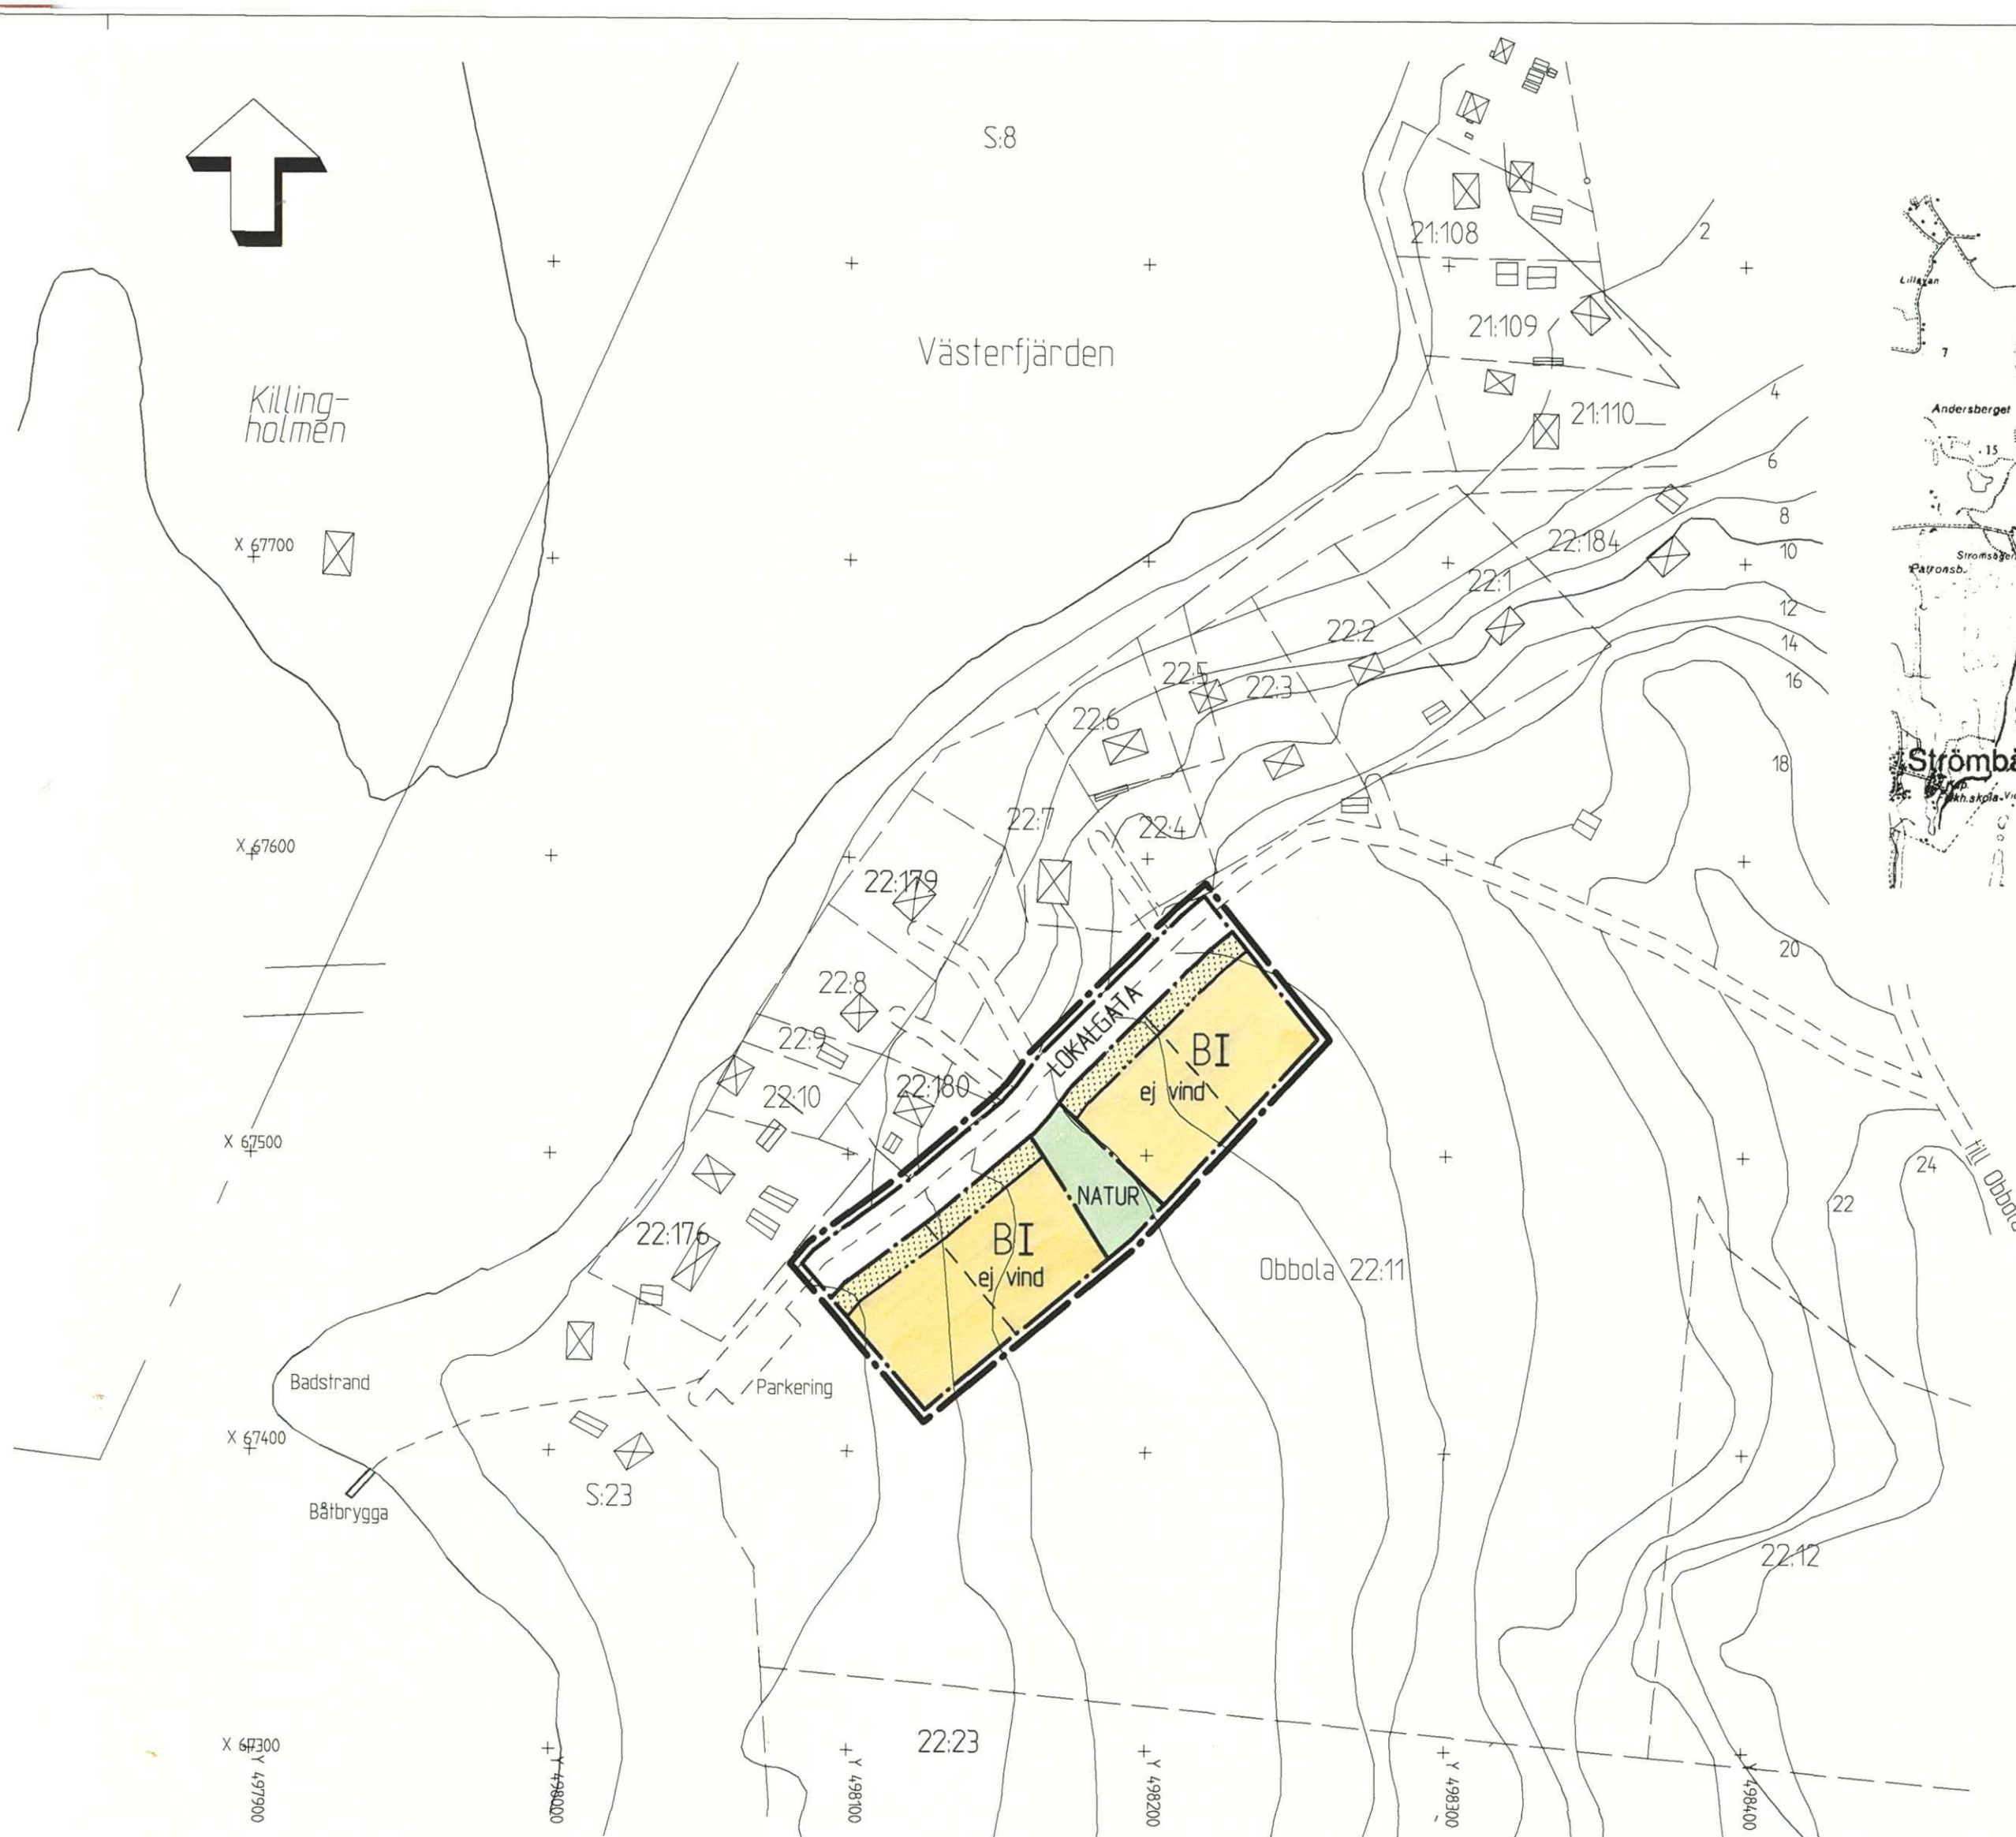 S:8
21:108
2
Lillåxan
21:109
7
Västerfjärden
Killing-
holmen
4
21:110
Andersberget
6
15
8
X 67700
22:184
10
22:1
Patronsb.
12
22:2
14
22:5
22:3
16
22:6
18
Strömbä
22:7
22:4
X 67600
22:179
20
22:8
LOKALGATA
22:9
BI
ej vind
22:10
22:180
X 67500
till Obbola
24
NATUR
22
22:176
BI
ej vind
Obbola 22:11
Badstrand
Parkering
X 67400
S:23
Båtbrygga
22:12
22:23
X 67300
Y 497900
Y 498000
Y 498100
Y 498200
Y 498300
Y 498400